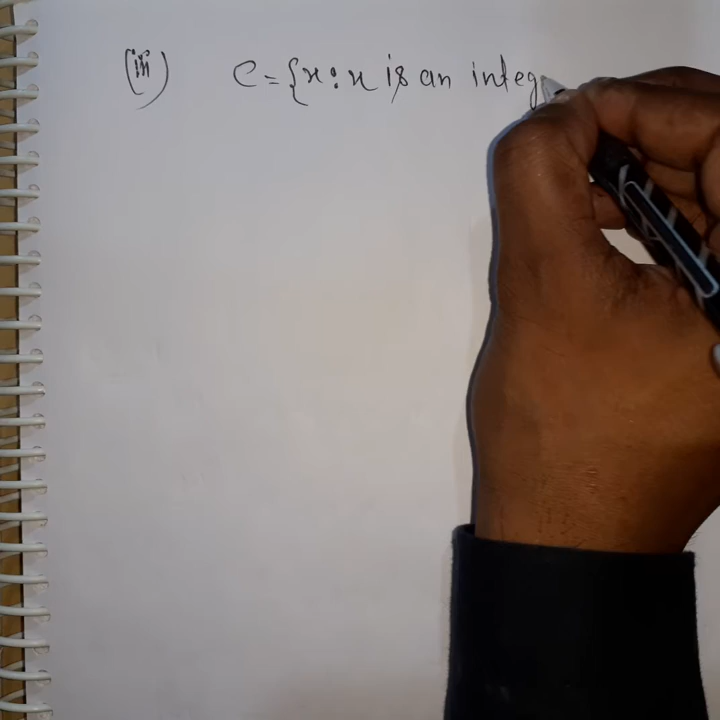 (iii) C = {x : x is an integ